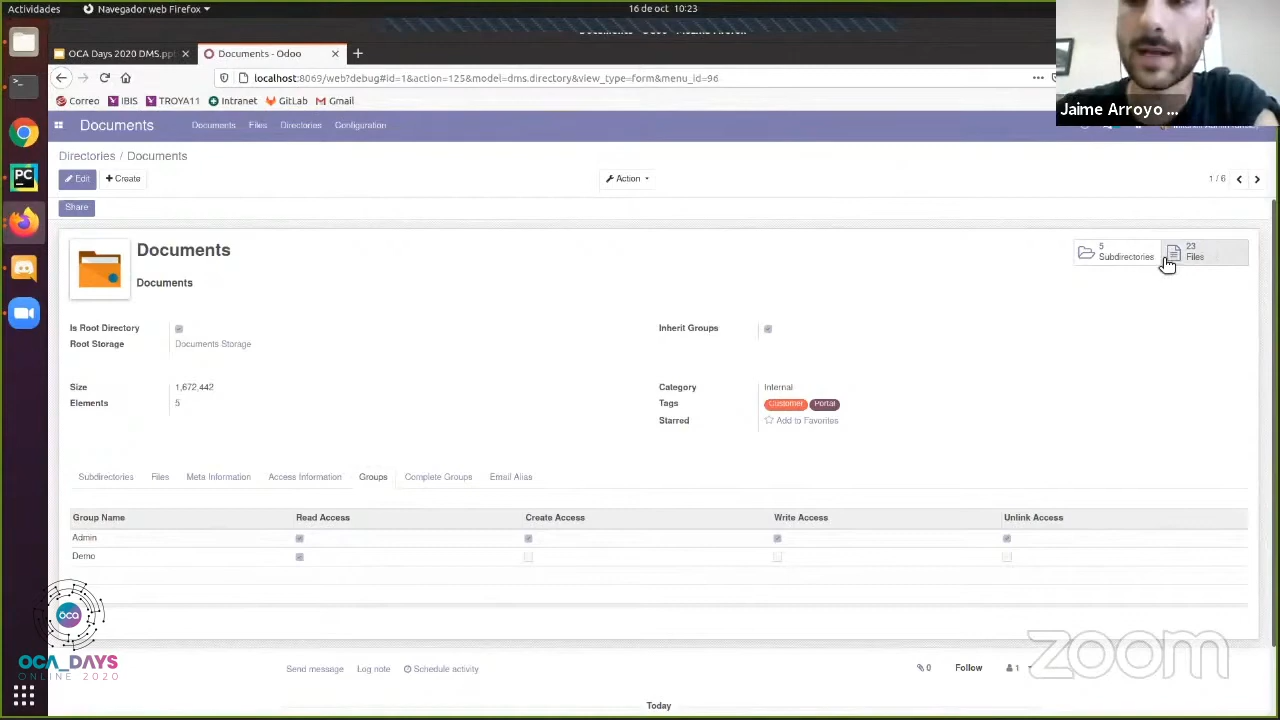 Actividades
Navegador web Firefox
16 de oct 10:23
OCA Days 2020 DMS.ppt
Documents - Odoo
localhost:8069/web?debug#id=1&action=125&model=dms.directory&view_type=form&menu_id=96
Correo
IBIS
TROYA11
Intranet
GitLab
Gmail
Jaime Arroyo ...
Documents
Documents
Files
Directories
Configuration
Directories / Documents
Edit
+ Create
Action
1 / 6
Share
Documents
Documents
5
Subdirectories
23
Files
Is Root Directory
Inherit Groups
Root Storage
Documents Storage
Size
1,672,442
Category
Internal
Elements
5
Tags
Customer
Portal
Starred
Add to Favorites
Subdirectories
Files
Meta Information
Access Information
Groups
Complete Groups
Email Alias
Group Name
Read Access
Create Access
Write Access
Unlink Access
Admin
Demo
oca
OCA_DAYS
ONLINE 2020
zoom
Send message
Log note
Schedule activity
0
Follow
1
Today